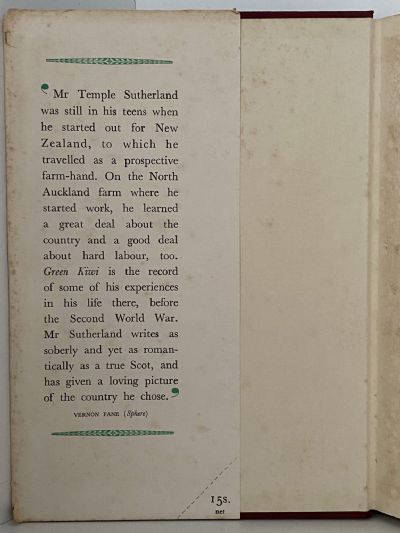 ❜ Mr Temple Sutherland
was still in his teens when
he started out for New
Zealand, to which he
travelled as a prospective
farm-hand. On the North
Auckland farm where he
started work, he learned
a great deal about the
country and a good deal
about hard labour, too.
Green Kiwi is the record
of some of his experiences
in his life there, before
the Second World War.
Mr Sutherland writes as
soberly and yet as roman-
tically as a true Scot, and
has given a loving picture
of the country he chose. ❜
VERNON FANE (Sphere)
15s.
net